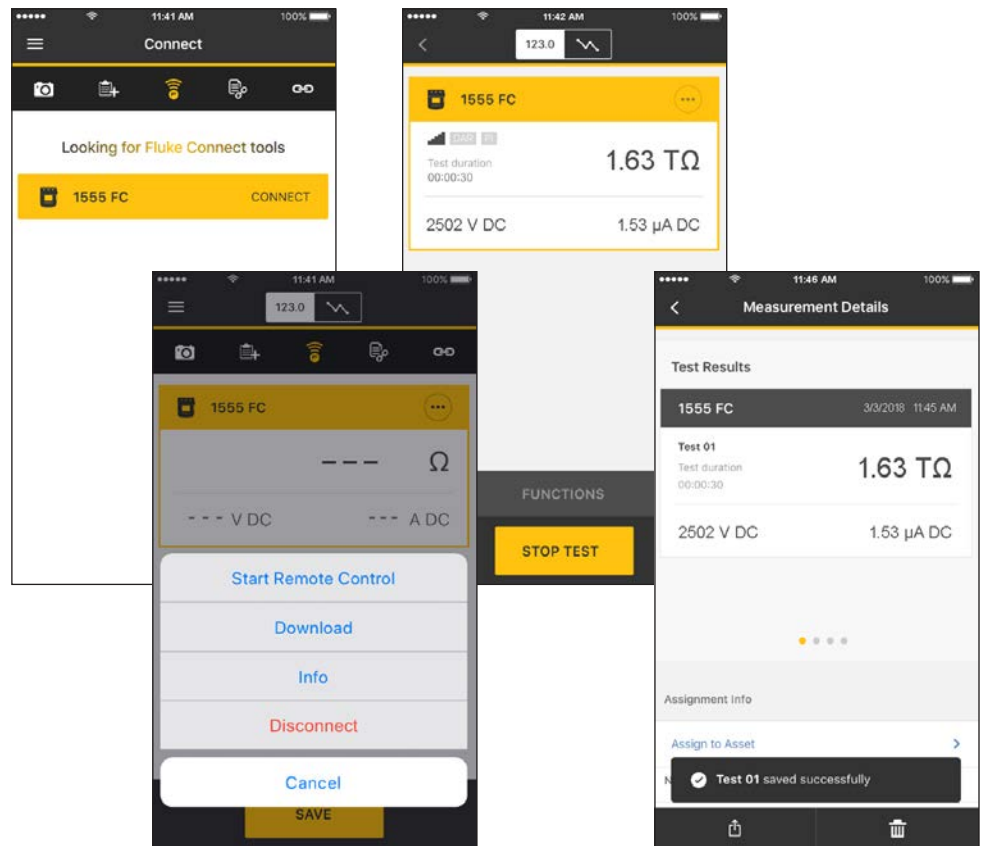 11:41 AM
100%
Connect
Looking for Fluke Connect tools
1555 FC
CONNECT
11:42 AM
100%
123.0
1555 FC
DAR PI
1.63 TΩ
Test duration
00:00:30
2502 V DC
1.53 µA DC
FUNCTIONS
STOP TEST
11:41 AM
100%
123.0
1555 FC
--- Ω
--- V DC
--- A DC
Start Remote Control
Download
Info
Disconnect
Cancel
SAVE
11:46 AM
100%
Measurement Details
Test Results
1555 FC
3/3/2018 11:45 AM
Test 01
Test duration
00:00:30
1.63 TΩ
2502 V DC
1.53 µA DC
Assignment Info
Assign to Asset
N
Test 01 saved successfully